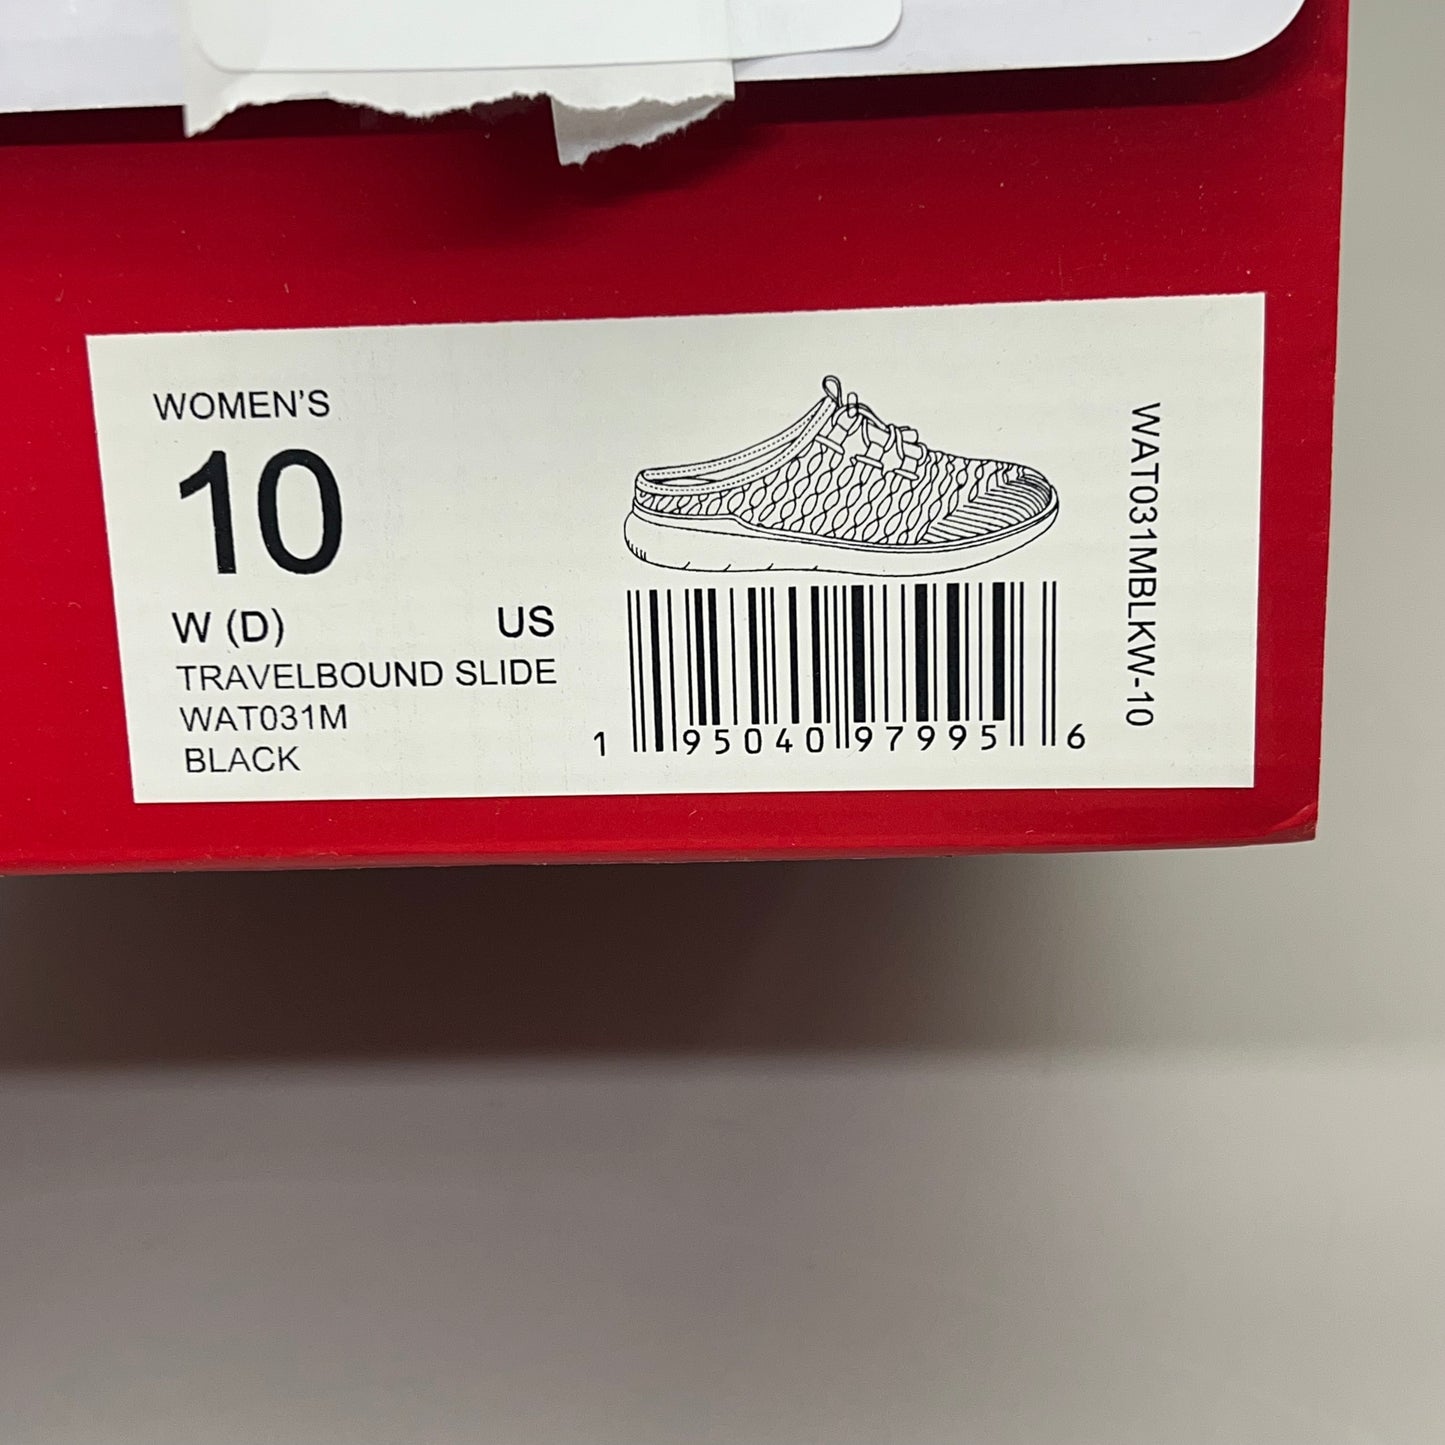 WOMEN'S
10
W (D) US
TRAVELBOUND SLIDE
WAT031M
BLACK
1 95040 97995 6
WAT031MBLKW-10